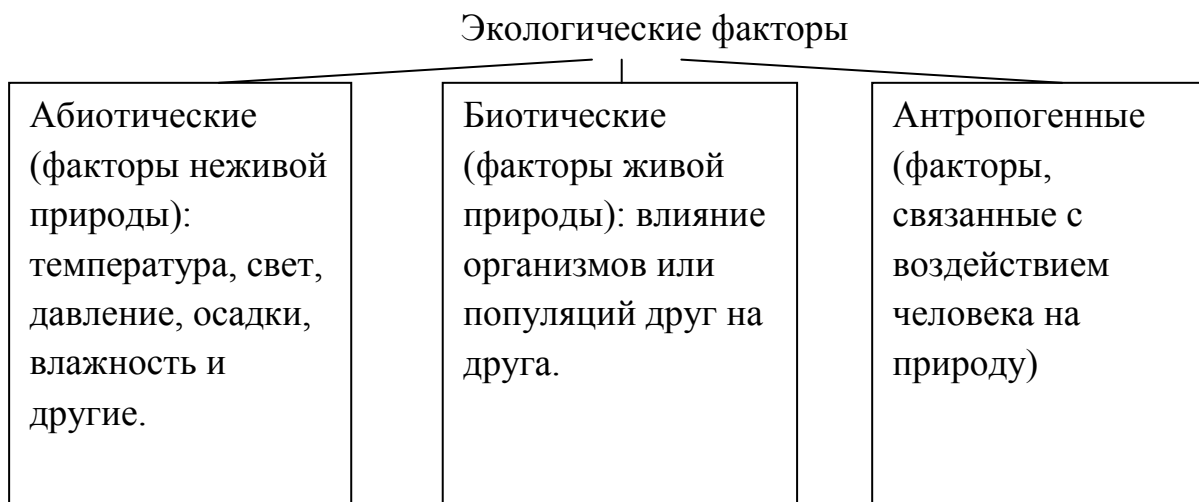 Экологические факторы
Абиотические
(факторы неживой
природы):
температура, свет,
давление, осадки,
влажность и
другие.
Биотические
(факторы живой
природы): влияние
организмов или
популяций друг на
друга.
Антропогенные
(факторы,
связанные с
воздействием
человека на
природу)